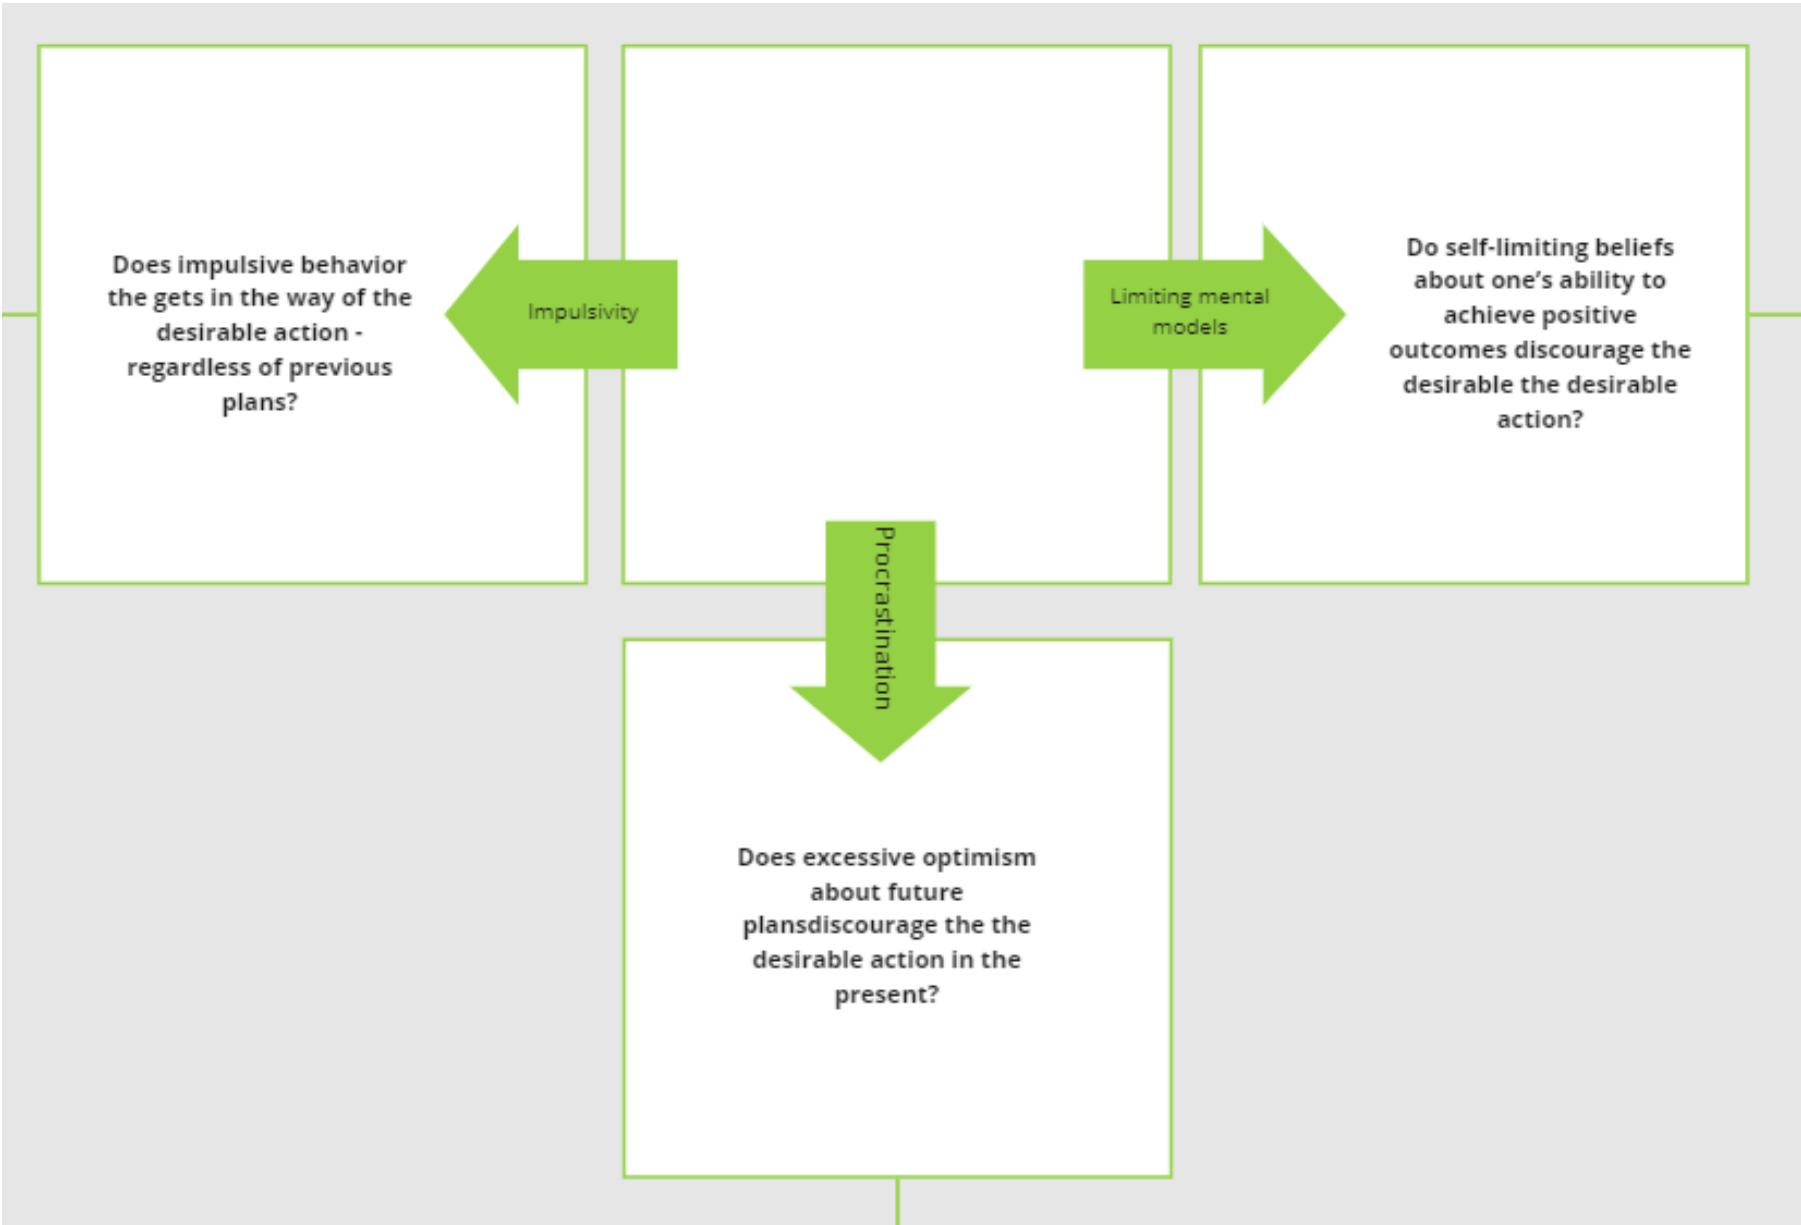 Does impulsive behavior
the gets in the way of the
desirable action -
regardless of previous
plans?
Impulsivity
Limiting mental
models
Do self-limiting beliefs
about one’s ability to
achieve positive
outcomes discourage the
desirable the desirable
action?
Procrastination
Does excessive optimism
about future
plansdiscourage the the
desirable action in the
present?